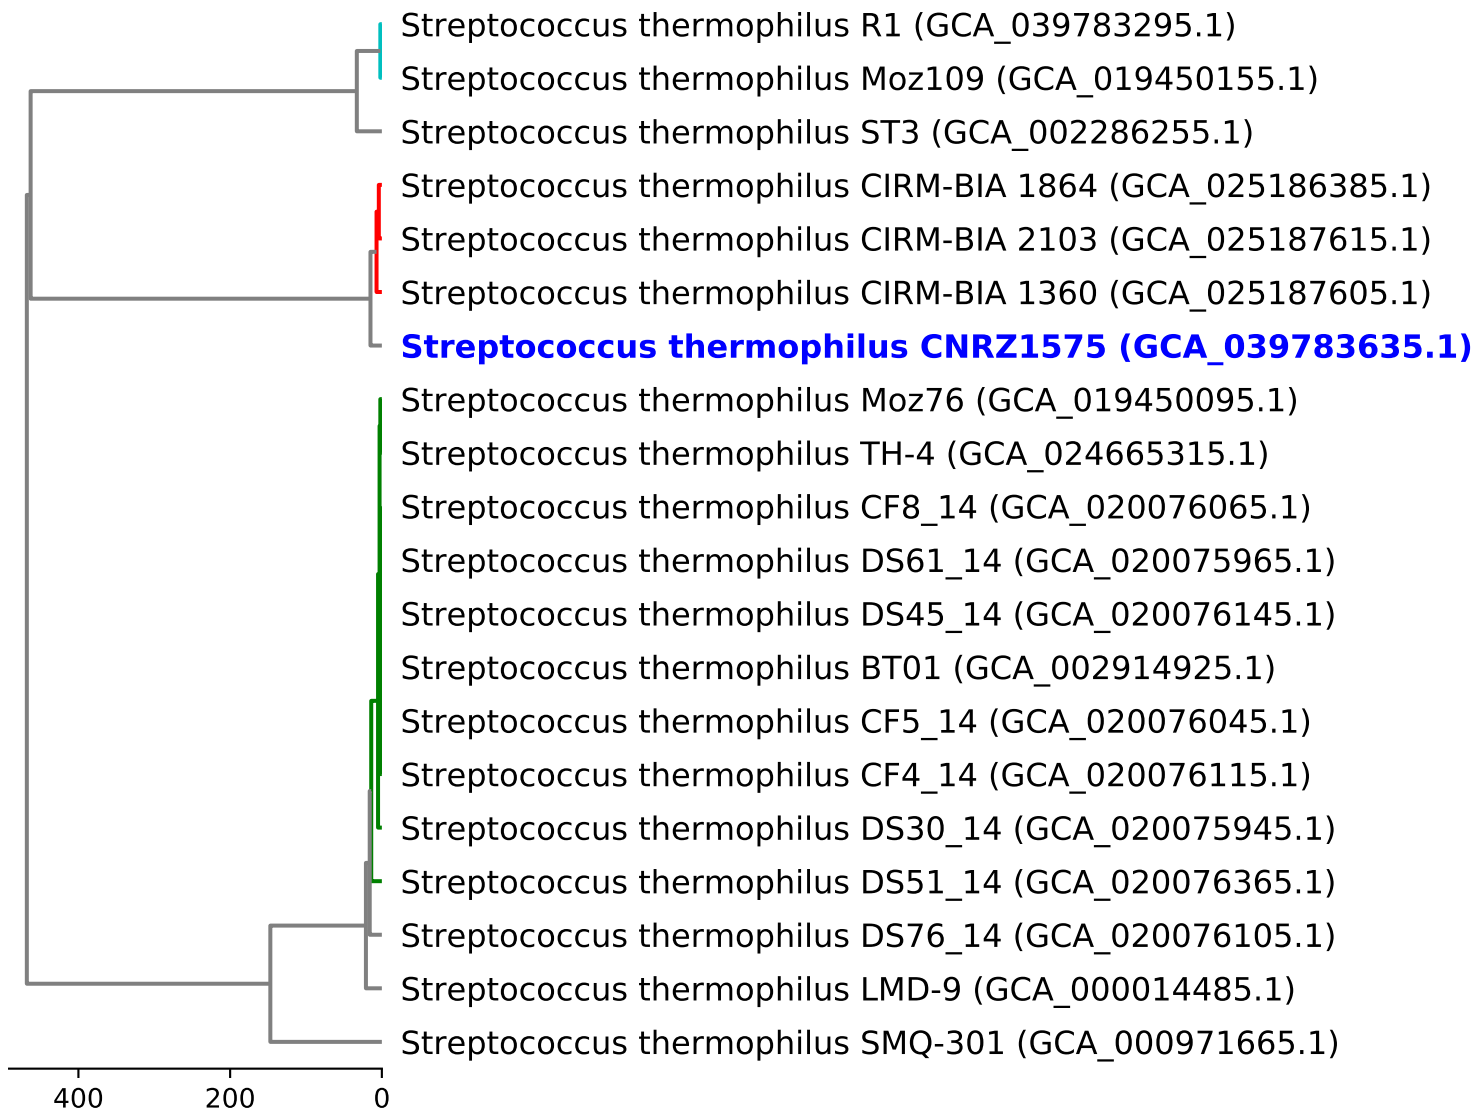 Streptococcus thermophilus R1 (GCA_039783295.1)
Streptococcus thermophilus Moz109 (GCA_019450155.1)
Streptococcus thermophilus ST3 (GCA_002286255.1)
Streptococcus thermophilus CIRM-BIA 1864 (GCA_025186385.1)
Streptococcus thermophilus CIRM-BIA 2103 (GCA_025187615.1)
Streptococcus thermophilus CIRM-BIA 1360 (GCA_025187605.1)
Streptococcus thermophilus CNRZ1575 (GCA_039783635.1)
Streptococcus thermophilus Moz76 (GCA_019450095.1)
Streptococcus thermophilus TH-4 (GCA_024665315.1)
Streptococcus thermophilus CF8_14 (GCA_020076065.1)
Streptococcus thermophilus DS61_14 (GCA_020075965.1)
Streptococcus thermophilus DS45_14 (GCA_020076145.1)
Streptococcus thermophilus BT01 (GCA_002914925.1)
Streptococcus thermophilus CF5_14 (GCA_020076045.1)
Streptococcus thermophilus CF4_14 (GCA_020076115.1)
Streptococcus thermophilus DS30_14 (GCA_020075945.1)
Streptococcus thermophilus DS51_14 (GCA_020076365.1)
Streptococcus thermophilus DS76_14 (GCA_020076105.1)
Streptococcus thermophilus LMD-9 (GCA_000014485.1)
Streptococcus thermophilus SMQ-301 (GCA_000971665.1)
400 200 0